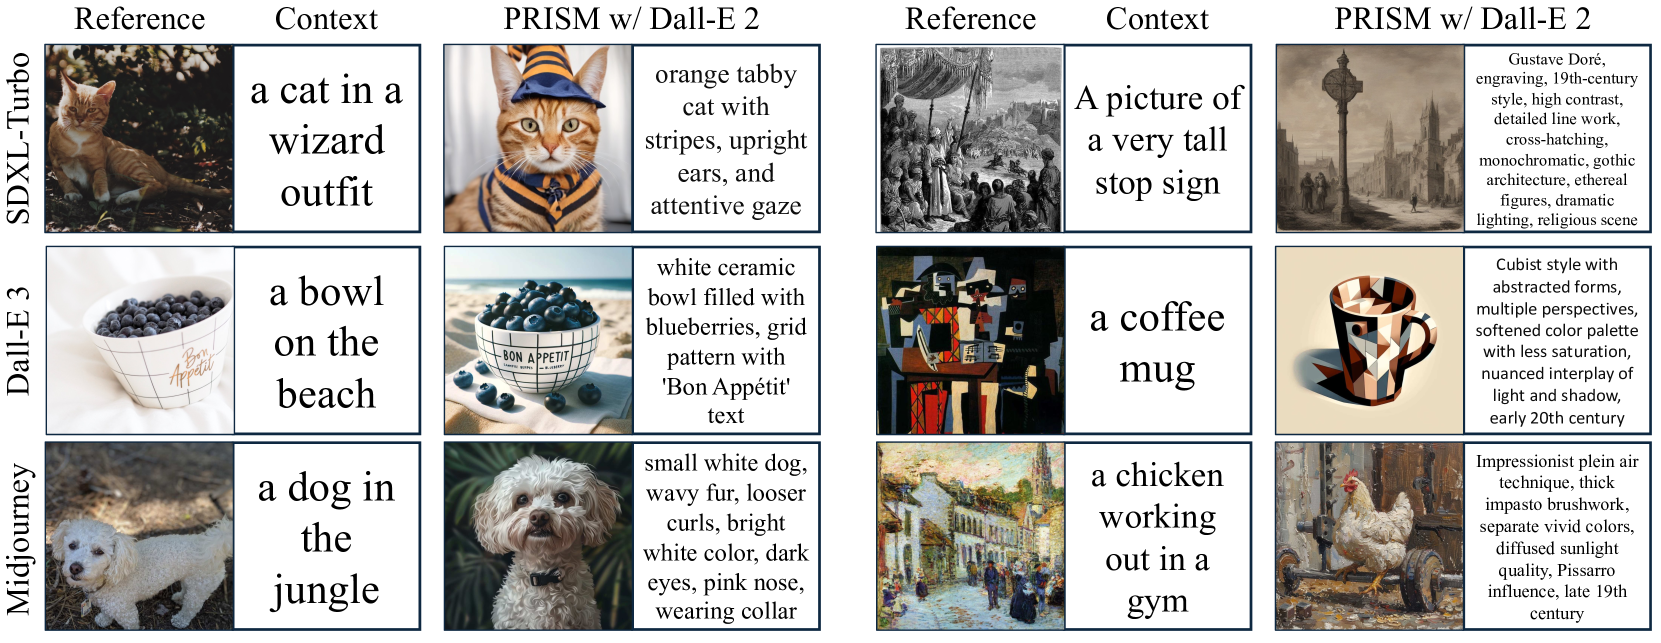 Reference
Context
PRISM w/ Dall-E 2
Reference
Context
PRISM w/ Dall-E 2
SDXL-Turbo
a cat in a
wizard
outfit
orange tabby
cat with
stripes, upright
ears, and
attentive gaze
A picture of
a very tall
stop sign
Gustave Doré,
engraving, 19th-century
style, high contrast,
detailed line work,
cross-hatching,
monochromatic, gothic
architecture, ethereal
figures, dramatic
lighting, religious scene
Dall-E 3
Bon
Appétit
a bowl
on the
beach
BON APPETIT
white ceramic
bowl filled with
blueberries, grid
pattern with
'Bon Appétit'
text
a coffee
mug
Cubist style with
abstracted forms,
multiple perspectives,
softened color palette
with less saturation,
nuanced interplay of
light and shadow,
early 20th century
Midjourney
a dog in
the
jungle
small white dog,
wavy fur, looser
curls, bright
white color, dark
eyes, pink nose,
wearing collar
a chicken
working
out in a
gym
Impressionist plein air
technique, thick
impasto brushwork,
separate vivid colors,
diffused sunlight
quality, Pissarro
influence, late 19th
century